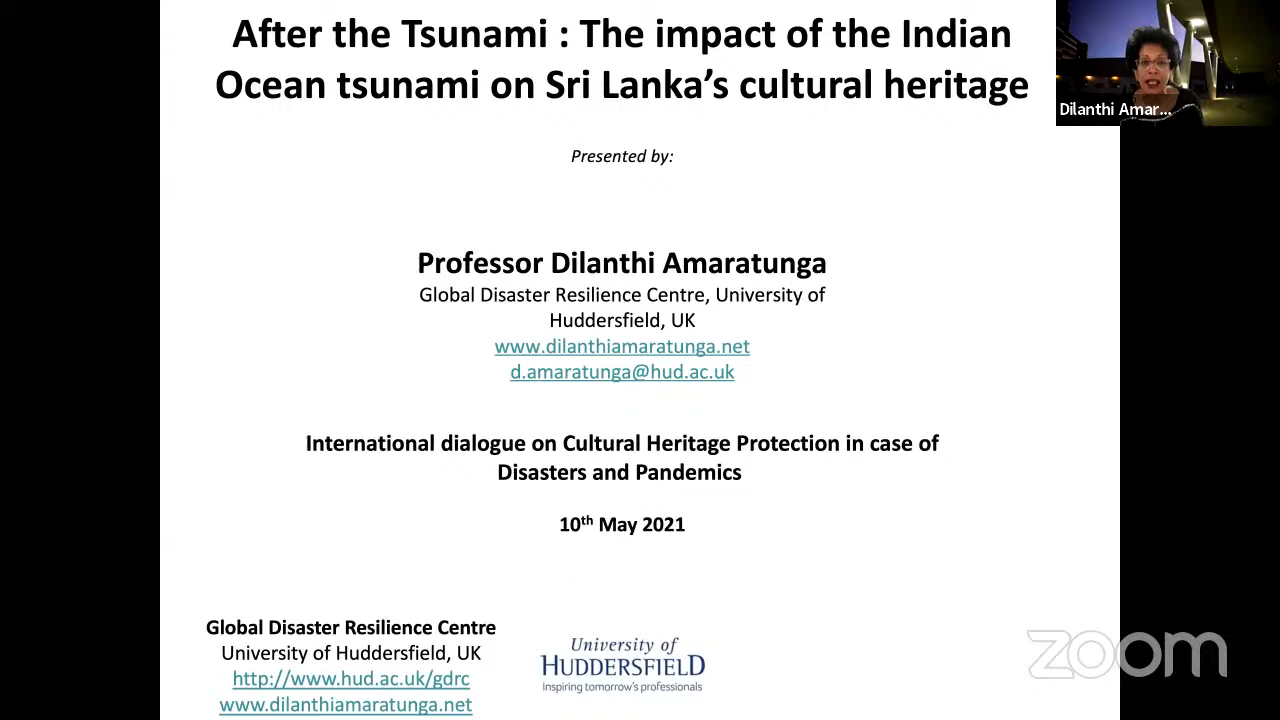 After the Tsunami : The impact of the Indian
Ocean tsunami on Sri Lanka's cultural heritage
Dilanthi Amar...
Presented by:
Professor Dilanthi Amaratunga
Global Disaster Resilience Centre, University of
Huddersfield, UK
www.dilanthiamaratunga.net
d.amaratunga@hud.ac.uk
International dialogue on Cultural Heritage Protection in case of
Disasters and Pandemics
10th May 2021
Global Disaster Resilience Centre
University of Huddersfield, UK
http://www.hud.ac.uk/gdrc
www.dilanthiamaratunga.net
University of
HUDDERSFIELD
Inspiring tomorrow's professionals
zoom